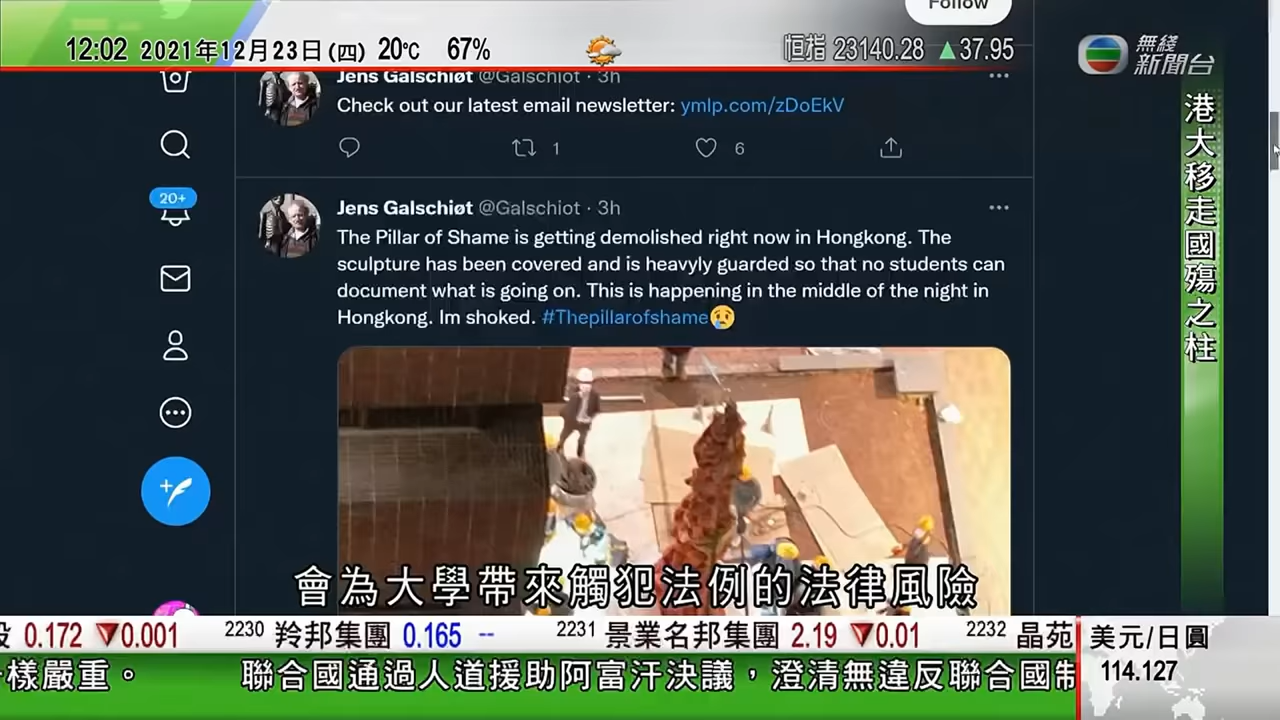 Follow
12:02 2021年12月23日(四) 20℃ 67%
恒指 23140.28 ▲37.95
無綫
新聞台
港大移走國殤之柱
Jens Galschiøt @Galschiot · 3h
Check out our latest email newsletter: ymlp.com/zDoEkV
1
6
20+
Jens Galschiøt @Galschiot · 3h
The Pillar of Shame is getting demolished right now in Hongkong. The
sculpture has been covered and is heavyly guarded so that no students can
document what is going on. This is happening in the middle of the night in
Hongkong. Im shoked. #Thepillarofshame😢
會為大學帶來觸犯法例的法律風險
0.172 ▼0.001 2230 羚邦集團 0.165 -- 2231 景業名邦集團 2.19 ▼0.01 2232 晶苑
美元/日圓
114.127
樣嚴重。 聯合國通過人道援助阿富汗決議，澄清無違反聯合國制